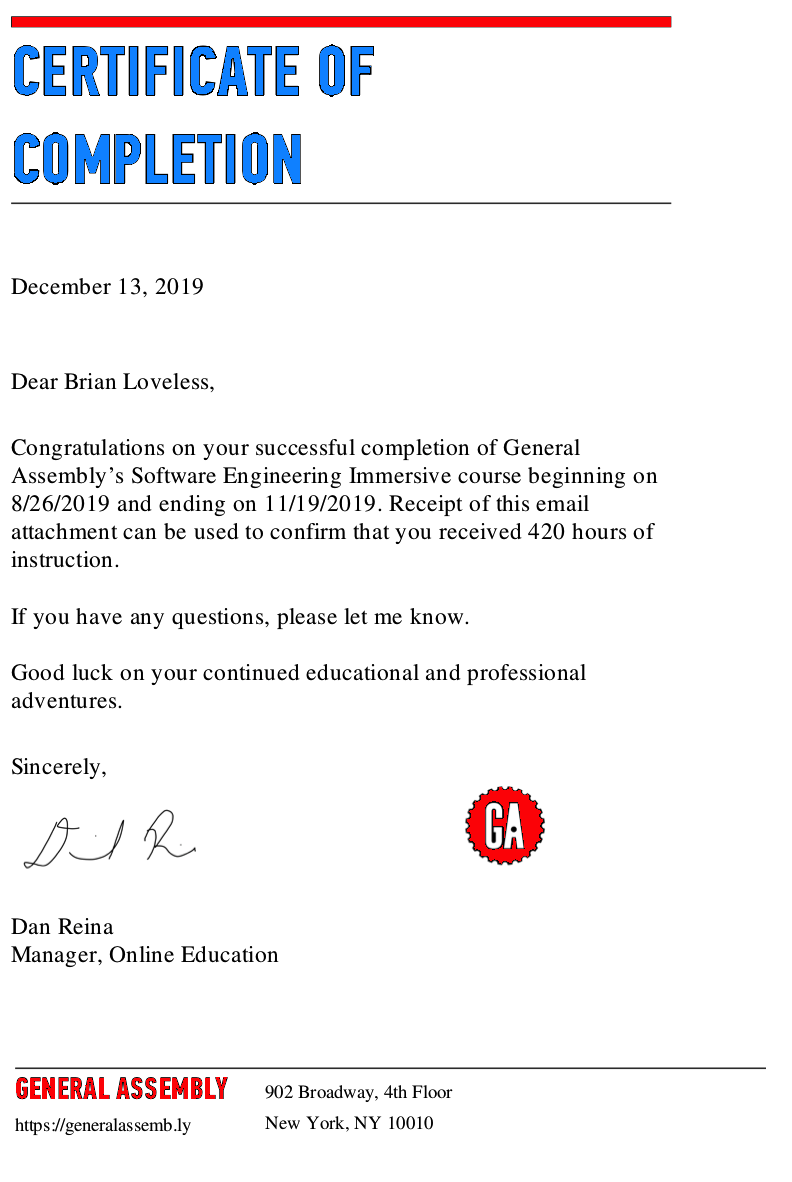 CERTIFICATE OF
COMPLETION
December 13, 2019
Dear Brian Loveless,
Congratulations on your successful completion of General
Assembly’s Software Engineering Immersive course beginning on
8/26/2019 and ending on 11/19/2019. Receipt of this email
attachment can be used to confirm that you received 420 hours of
instruction.
If you have any questions, please let me know.
Good luck on your continued educational and professional
adventures.
Sincerely,
GA
Dan Reina
Manager, Online Education
GENERAL ASSEMBLY
902 Broadway, 4th Floor
https://generalassemb.ly
New York, NY 10010